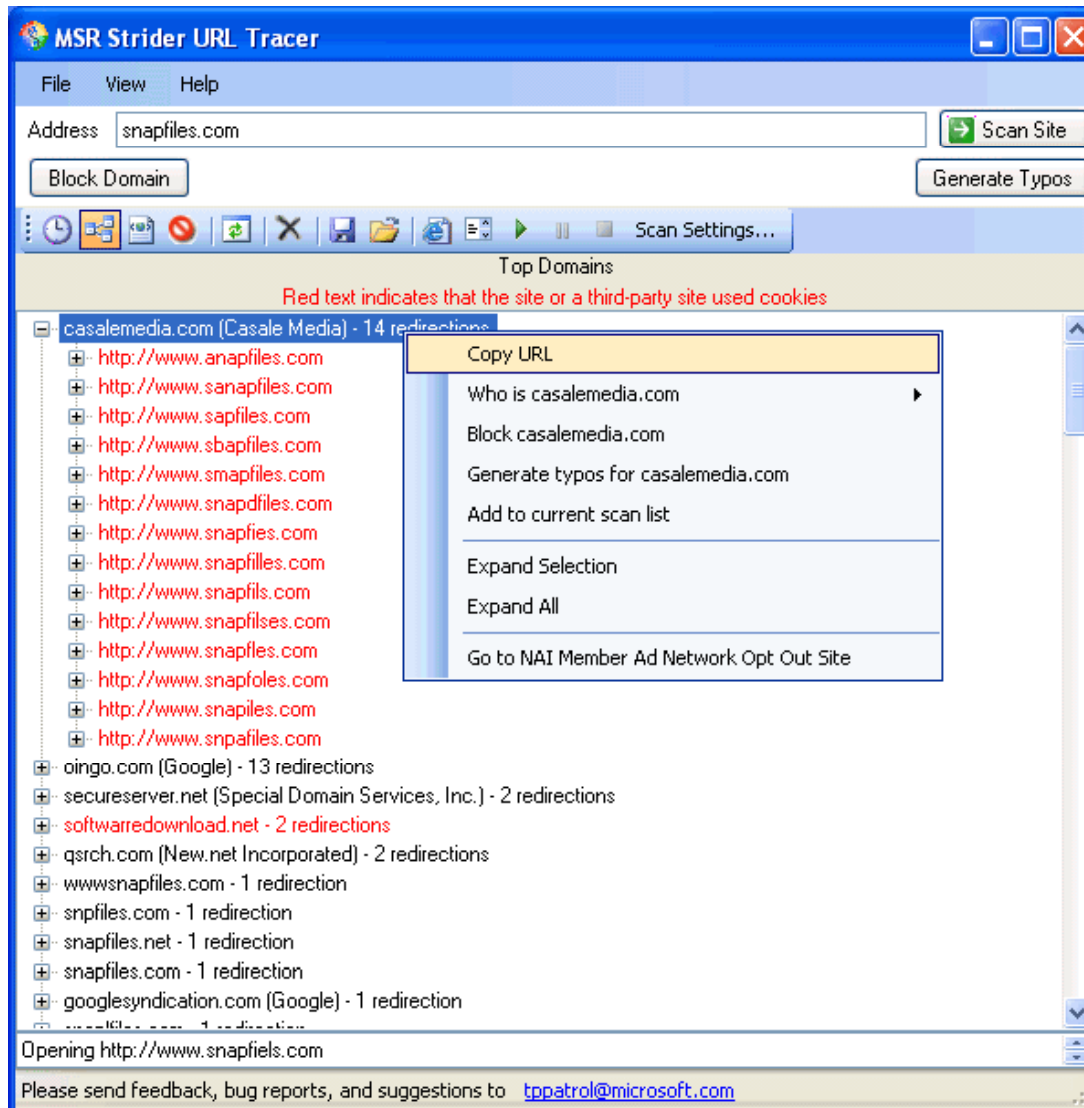 MSR Strider URL Tracer
File View Help
Address snapfiles.com Scan Site
Block Domain Generate Typos
Scan Settings...
Top Domains
Red text indicates that the site or a third-party site used cookies
casalemedia.com (Casale Media) - 14 redirections
http://www.anapfiles.com
http://www.sanapfiles.com
http://www.sapfiles.com
http://www.sbapfiles.com
http://www.smapfiles.com
http://www.snapdfiles.com
http://www.snapfies.com
http://www.snapfilles.com
http://www.snapfils.com
http://www.snapfilses.com
http://www.snapfles.com
http://www.snapfoles.com
http://www.snapiles.com
http://www.snpafiles.com
Copy URL
Who is casalemedia.com
Block casalemedia.com
Generate typos for casalemedia.com
Add to current scan list
Expand Selection
Expand All
Go to NAI Member Ad Network Opt Out Site
oingo.com (Google) - 13 redirections
secureserver.net (Special Domain Services, Inc.) - 2 redirections
softwarredownload.net - 2 redirections
qsrch.com (New.net Incorporated) - 2 redirections
wwwsnapfiles.com - 1 redirection
snpfiles.com - 1 redirection
snapfiles.net - 1 redirection
snapfiles.com - 1 redirection
googlesyndication.com (Google) - 1 redirection
Opening http://www.snapfiels.com
Please send feedback, bug reports, and suggestions to tppatrol@microsoft.com